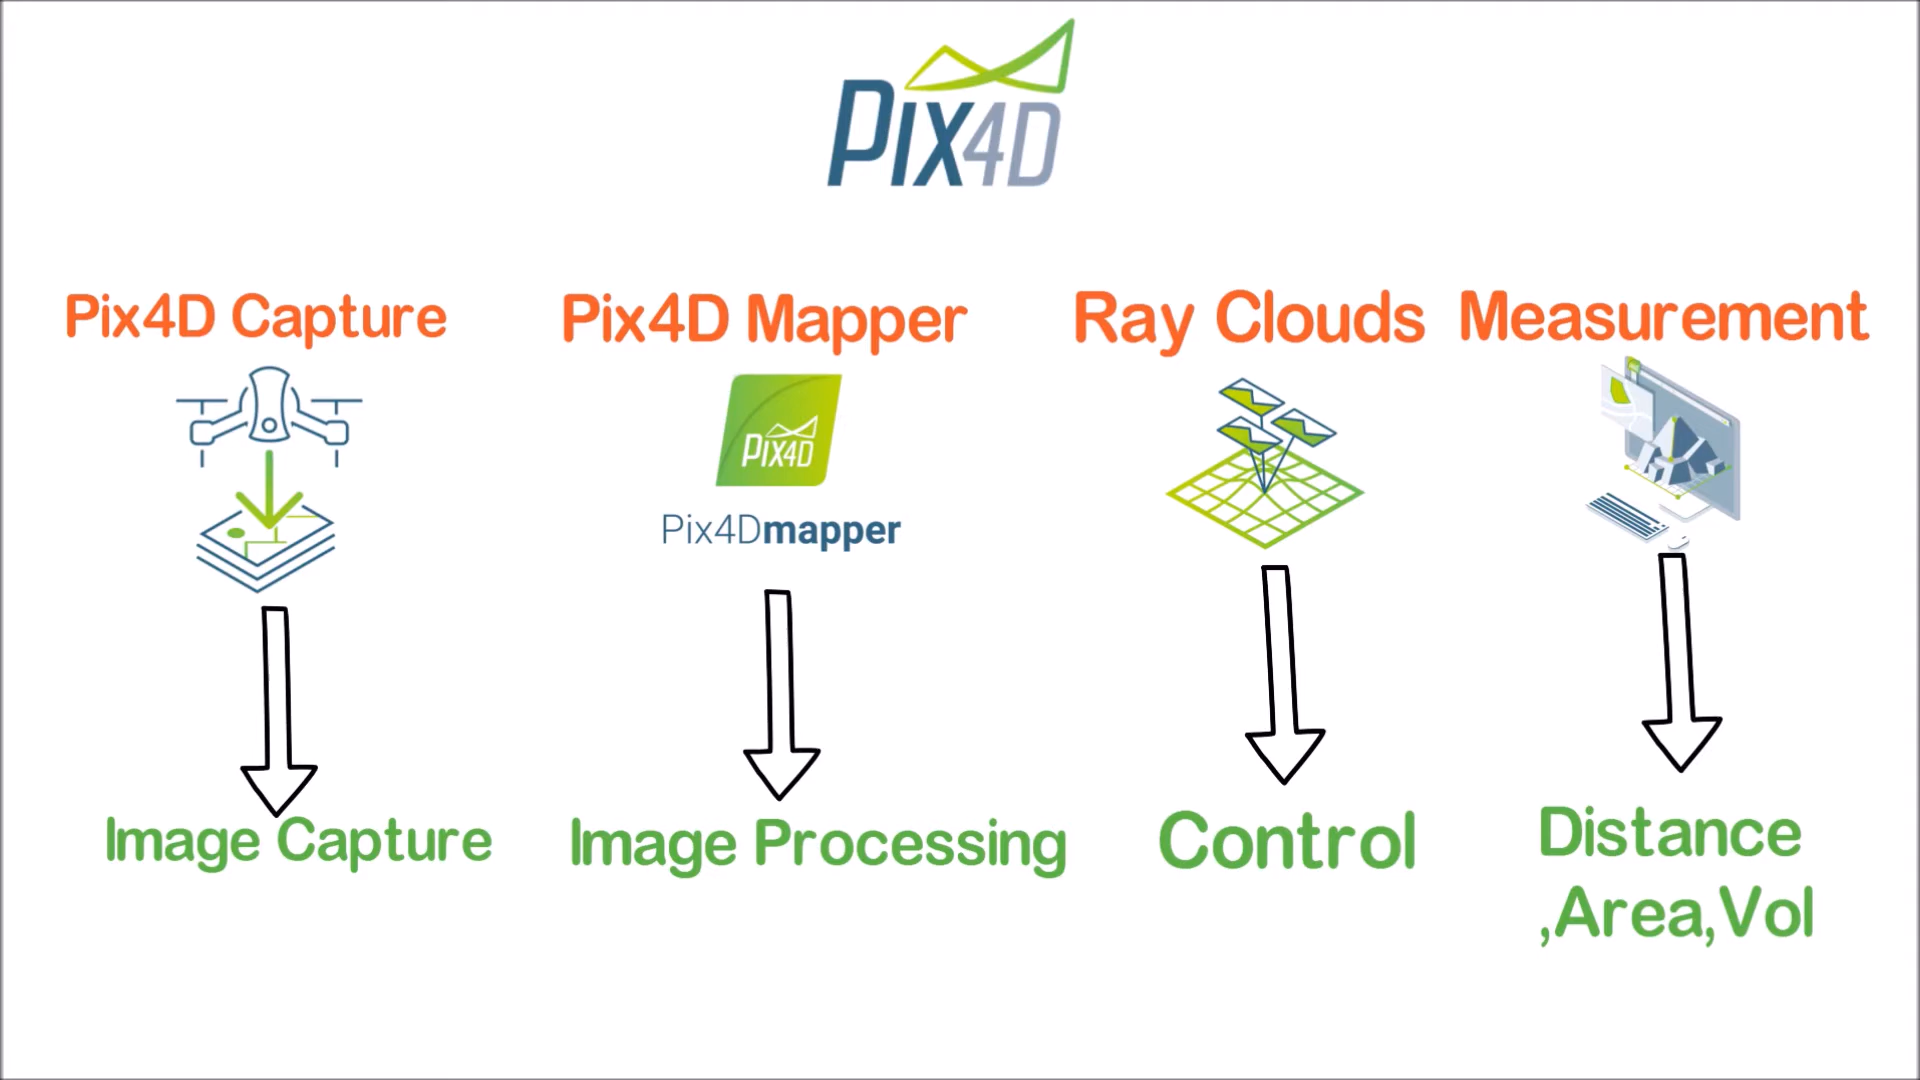 PIX4D
Pix4D Capture
Pix4D Mapper
Ray Clouds
Measurement
PIX4D
Pix4Dmapper
Image Capture
Image Processing
Control
Distance
,Area,Vol